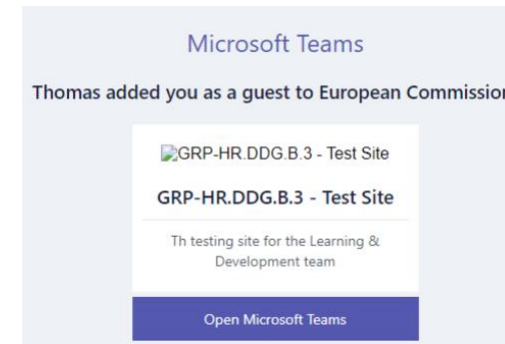 Microsoft Teams
Thomas added you as a guest to European Commission
GRP-HR.DDG.B.3 - Test Site
GRP-HR.DDG.B.3 - Test Site
Th testing site for the Learning &
Development team
Open Microsoft Teams